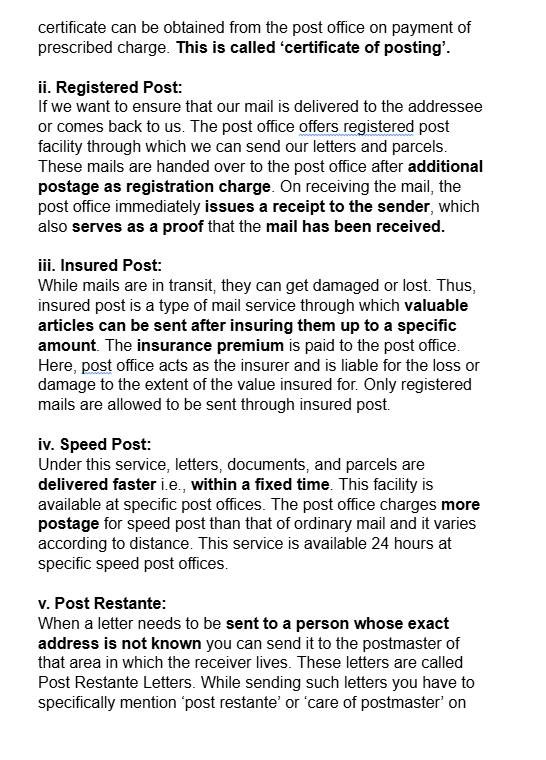 certificate can be obtained from the post office on payment of
prescribed charge. This is called ‘certificate of posting’.
ii. Registered Post:
If we want to ensure that our mail is delivered to the addressee
or comes back to us. The post office offers registered post
facility through which we can send our letters and parcels.
These mails are handed over to the post office after additional
postage as registration charge. On receiving the mail, the
post office immediately issues a receipt to the sender, which
also serves as a proof that the mail has been received.
iii. Insured Post:
While mails are in transit, they can get damaged or lost. Thus,
insured post is a type of mail service through which valuable
articles can be sent after insuring them up to a specific
amount. The insurance premium is paid to the post office.
Here, post office acts as the insurer and is liable for the loss or
damage to the extent of the value insured for. Only registered
mails are allowed to be sent through insured post.
iv. Speed Post:
Under this service, letters, documents, and parcels are
delivered faster i.e., within a fixed time. This facility is
available at specific post offices. The post office charges more
postage for speed post than that of ordinary mail and it varies
according to distance. This service is available 24 hours at
specific speed post offices.
v. Post Restante:
When a letter needs to be sent to a person whose exact
address is not known you can send it to the postmaster of
that area in which the receiver lives. These letters are called
Post Restante Letters. While sending such letters you have to
specifically mention ‘post restante’ or ‘care of postmaster’ on